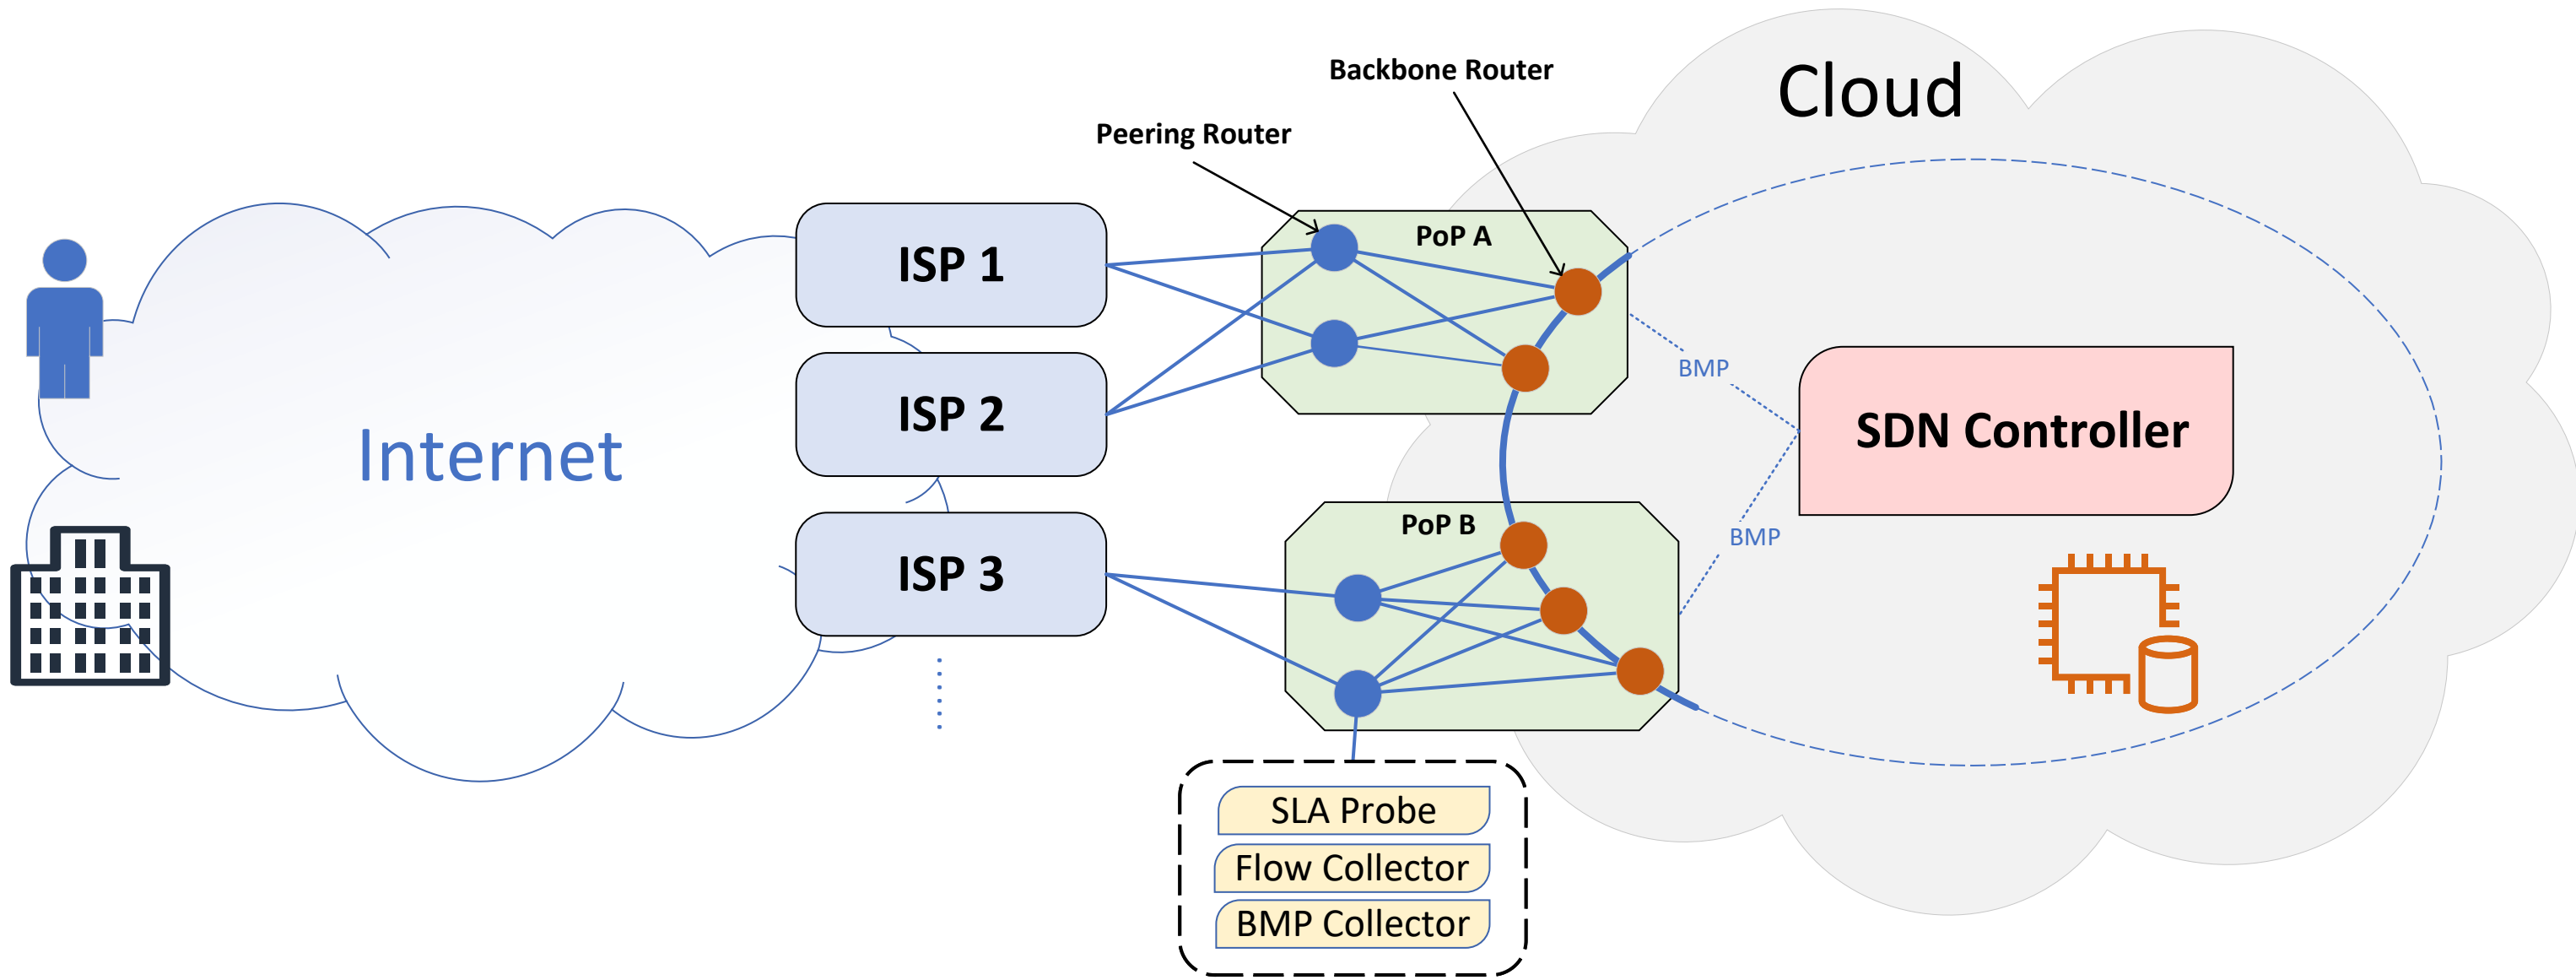 Cloud
Backbone Router
Peering Router
ISP 1
PoP A
BMP
SDN Controller
ISP 2
Internet
PoP B
BMP
ISP 3
SLA Probe
Flow Collector
BMP Collector